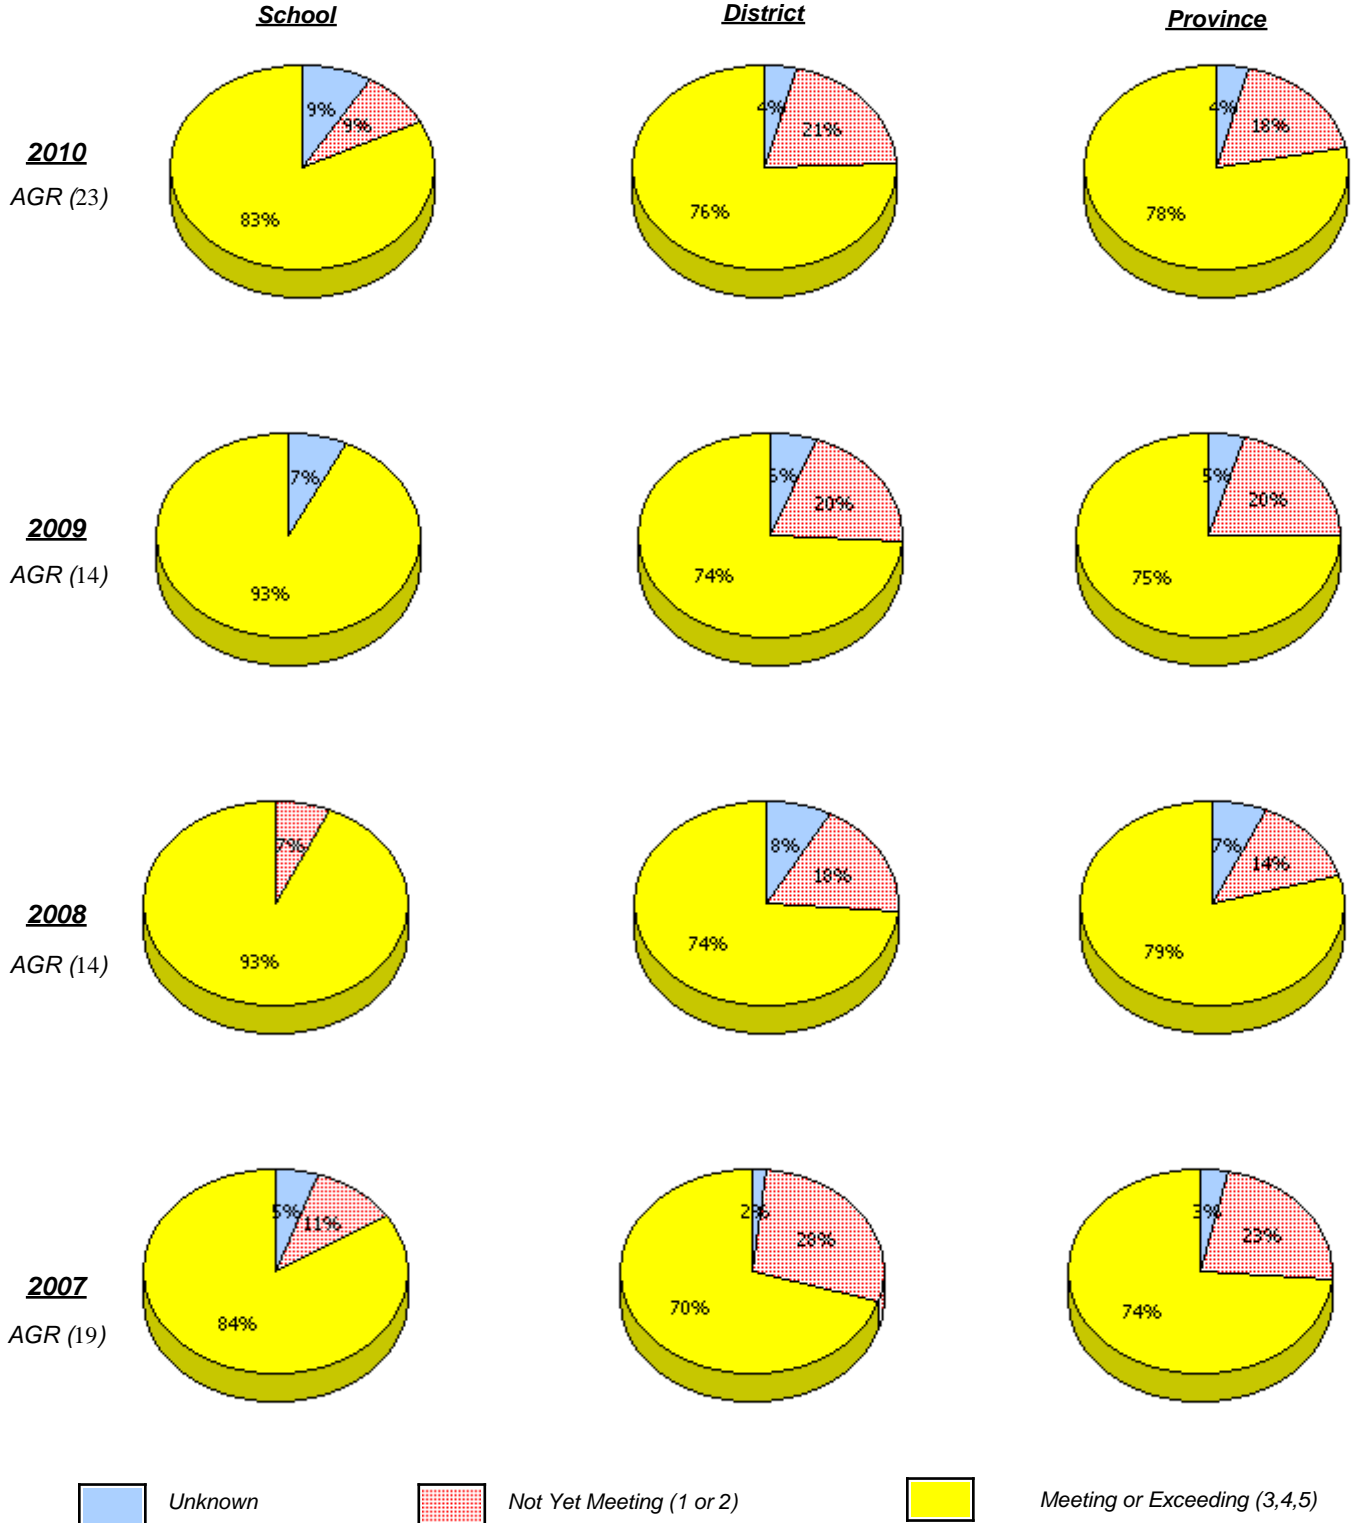 School District Province
9% 9% 83%
4% 21% 76%
4% 18% 78%
2010
AGR (23)
7% 93%
20% 74%
5% 20% 75%
2009
AGR (14)
7% 93%
8% 18% 74%
7% 14% 79%
2008
AGR (14)
5% 11% 84%
2% 28% 70%
3% 23% 74%
2007
AGR (19)
Unknown Not Yet Meeting (1 or 2) Meeting or Exceeding (3,4,5)